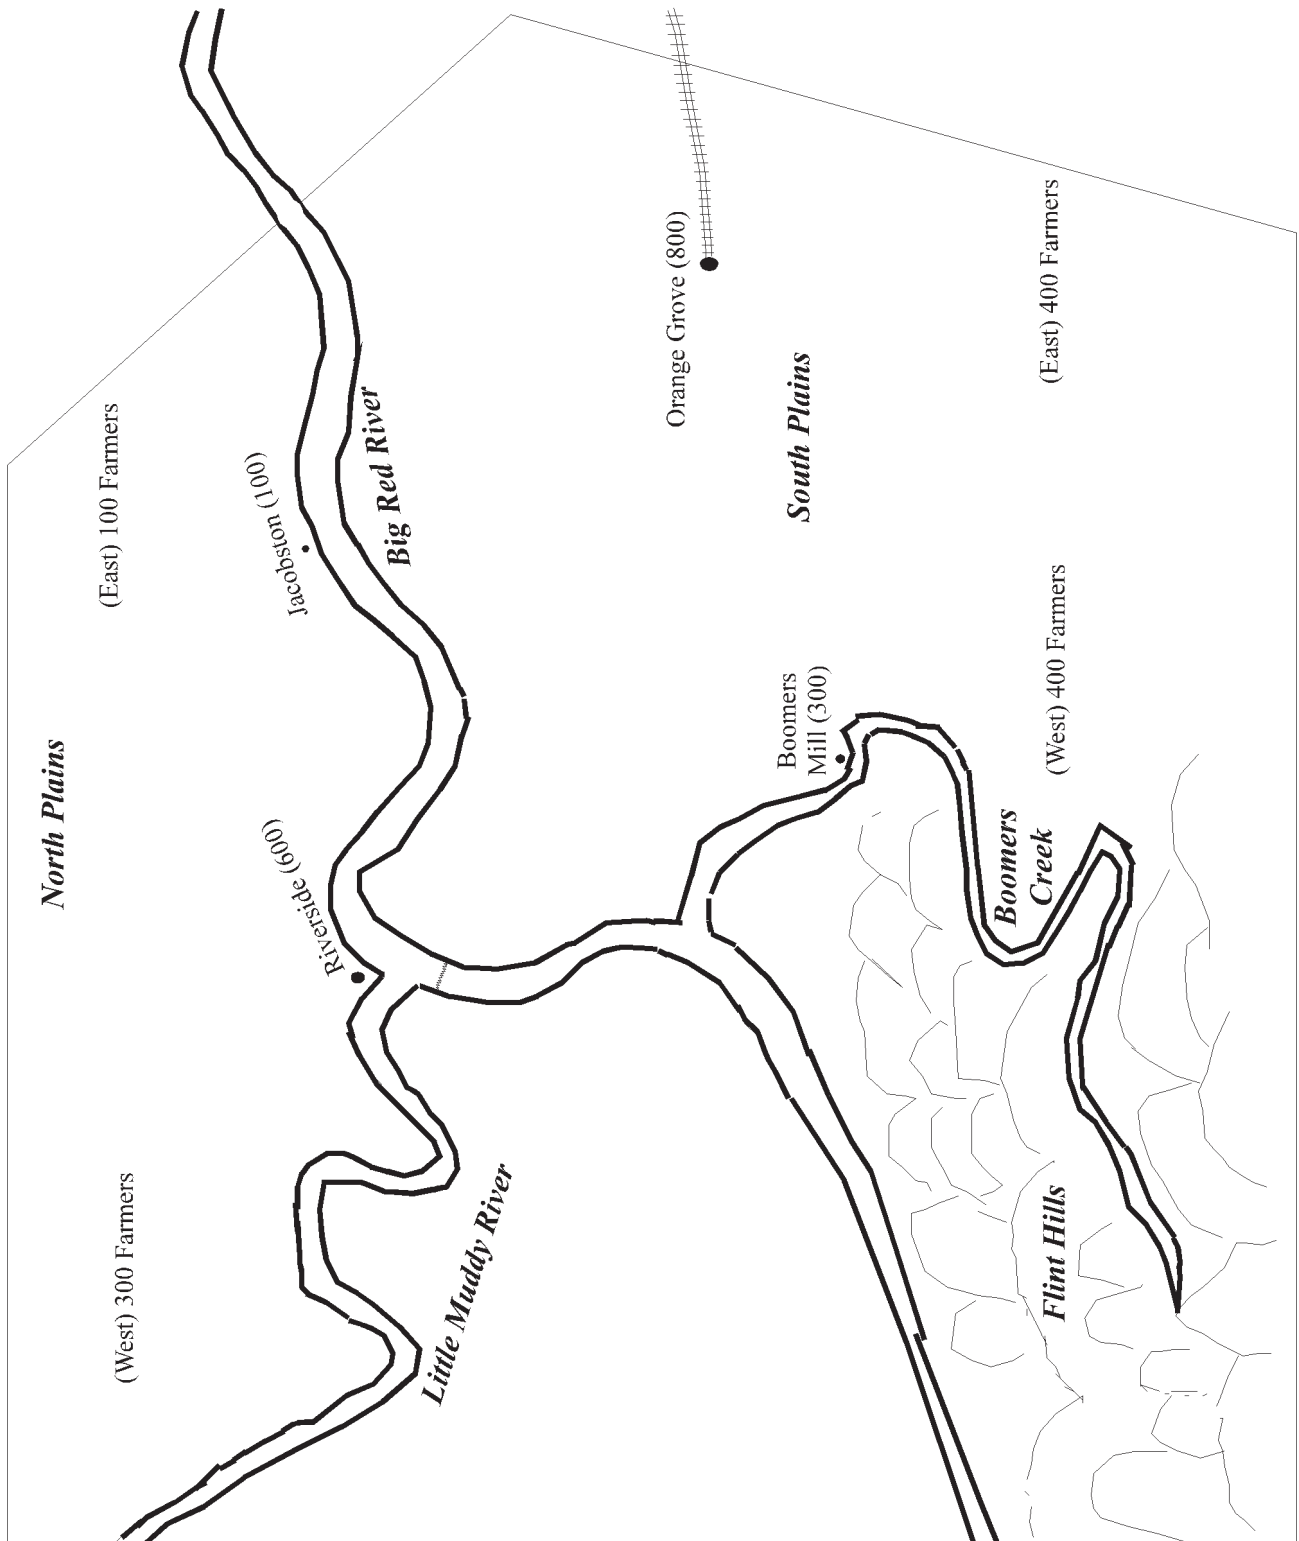 North Plains
(West) 300 Farmers
(East) 100 Farmers
Riverside (600)
Jacobston (100)
Big Red River
Little Muddy River
Orange Grove (800)
Boomers
Mill (300)
South Plains
Boomers
Creek
Flint Hills
(West) 400 Farmers
(East) 400 Farmers